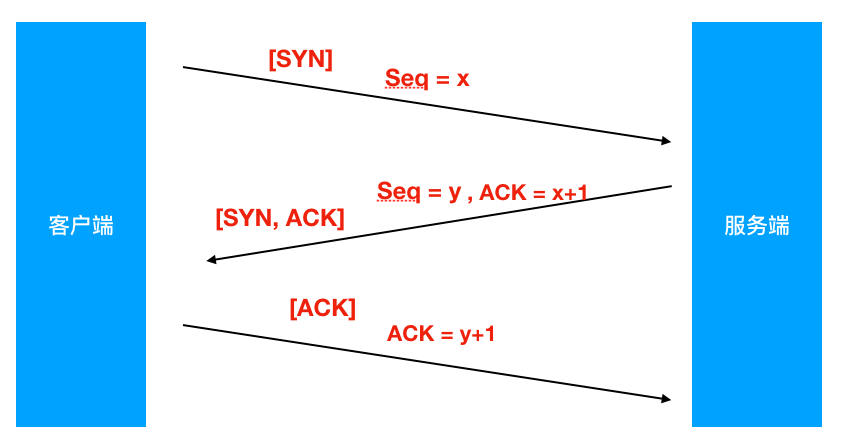 [SYN]
Seq = x
客户端
服务端
Seq = y , ACK = x+1
[SYN, ACK]
[ACK]
ACK = y+1